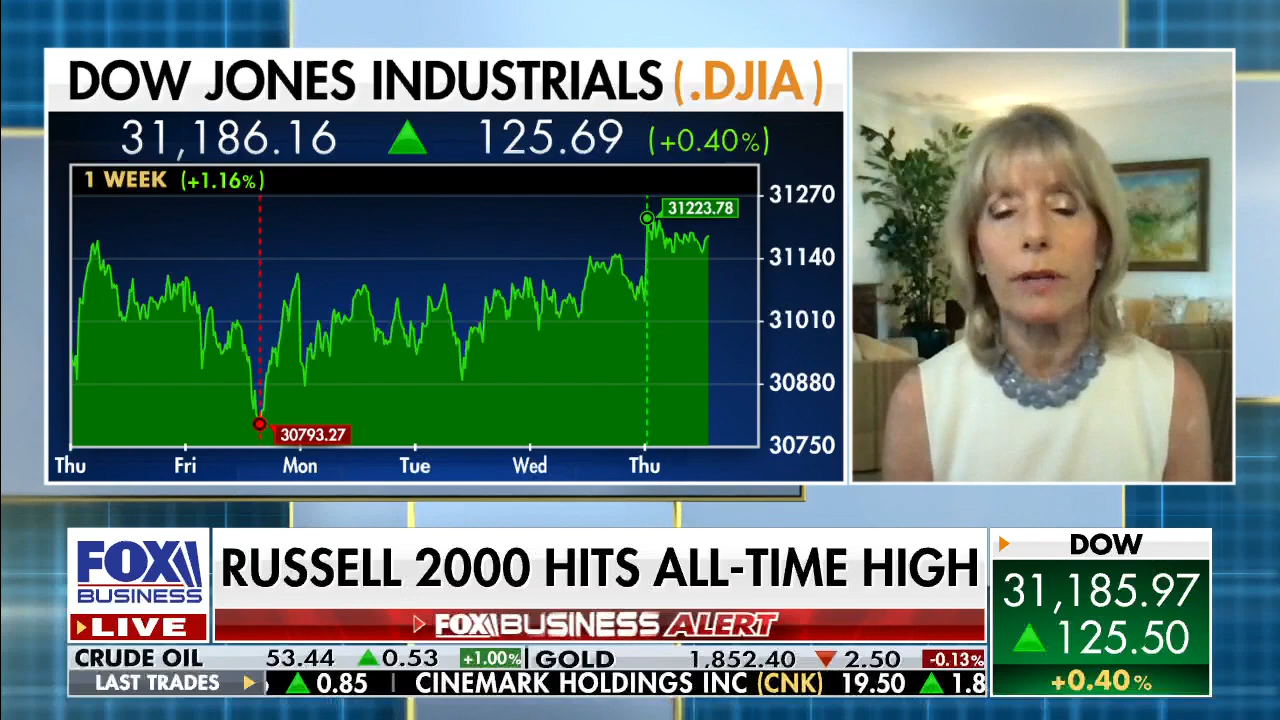 DOW JONES INDUSTRIALS (.DJIA)
31,186.16 ▲ 125.69 (+0.40%)
1 WEEK (+1.16%)
31270
31223.78
31140
31010
30880
30793.27
30750
Thu Fri Mon Tue Wed Thu
FOX BUSINESS
LIVE
RUSSELL 2000 HITS ALL-TIME HIGH
FOX BUSINESS ALERT
DOW
31,185.97
▲ 125.50
+0.40%
CRUDE OIL 53.44 ▲ 0.53 +1.00% GOLD 1,852.40 ▼ 2.50 -0.13%
LAST TRADES ▲ 0.85 | CINEMARK HOLDINGS INC (CNK) 19.50 ▲ 1.8